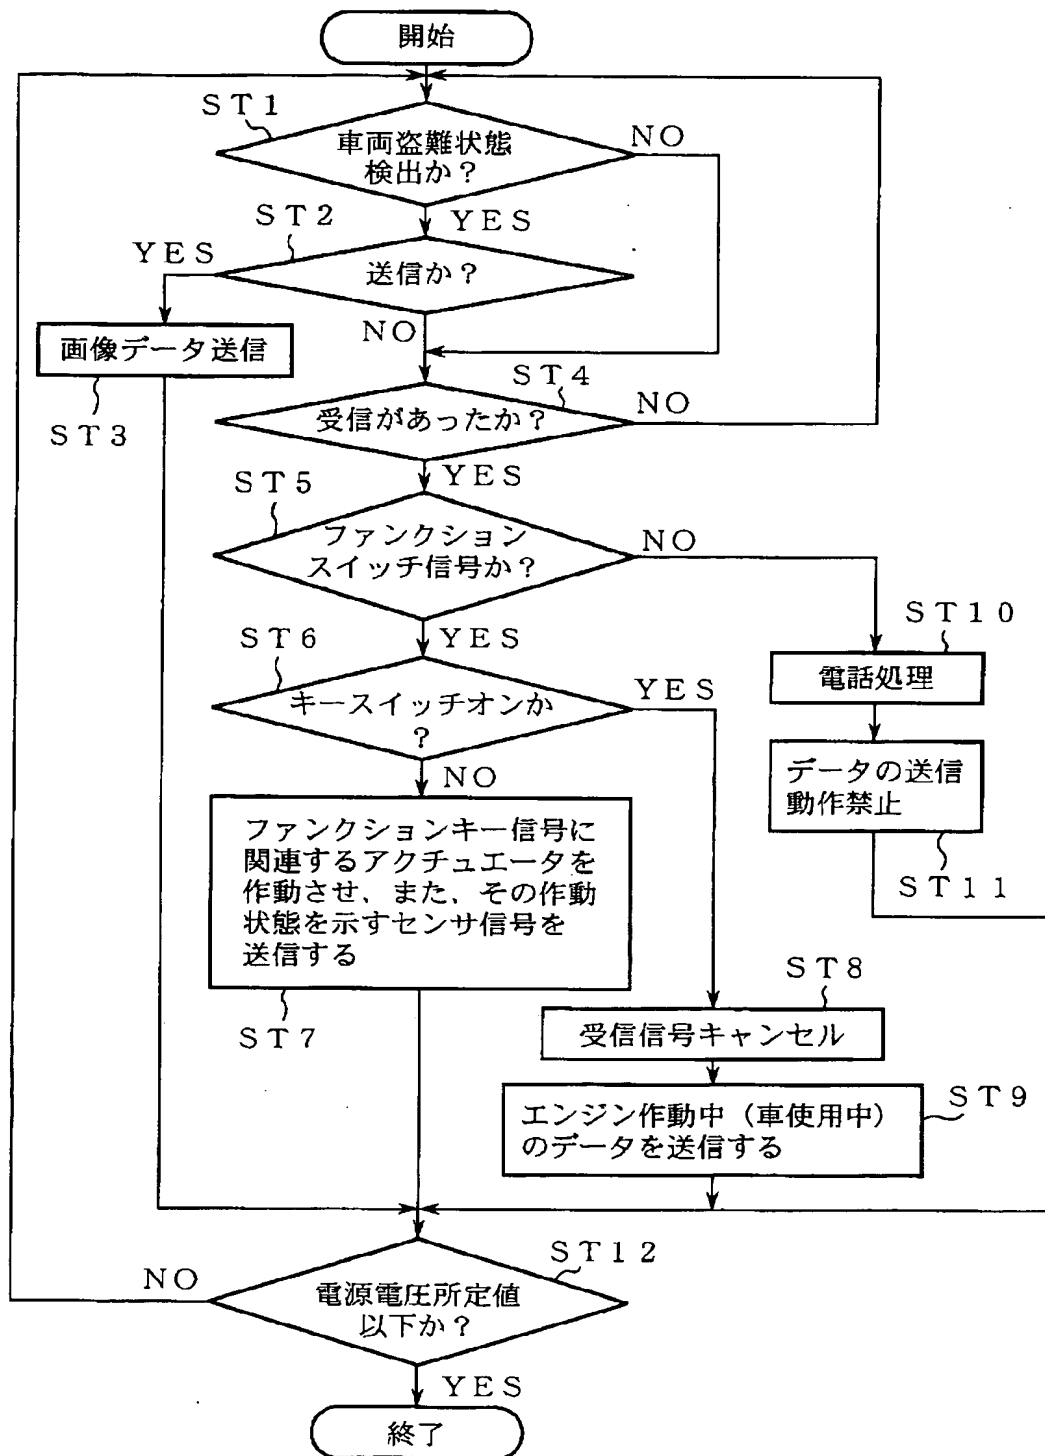 開始
ST1
車両盗難状態
検出か？
NO
YES
ST2
YES
送信か？
NO
画像データ送信
ST3
ST4
受信があったか？
NO
YES
ST5
ファンクション
スイッチ信号か？
NO
YES
ST10
電話処理
ST6
キースイッチオンか
？
YES
NO
データの送信
動作禁止
ST11
ファンクションキー信号に
関連するアクチュエータを
作動させ、また、その作動
状態を示すセンサ信号を
送信する
ST7
ST8
受信信号キャンセル
ST9
エンジン作動中（車使用中）
のデータを送信する
ST12
NO
電源電圧所定値
以下か？
YES
終了